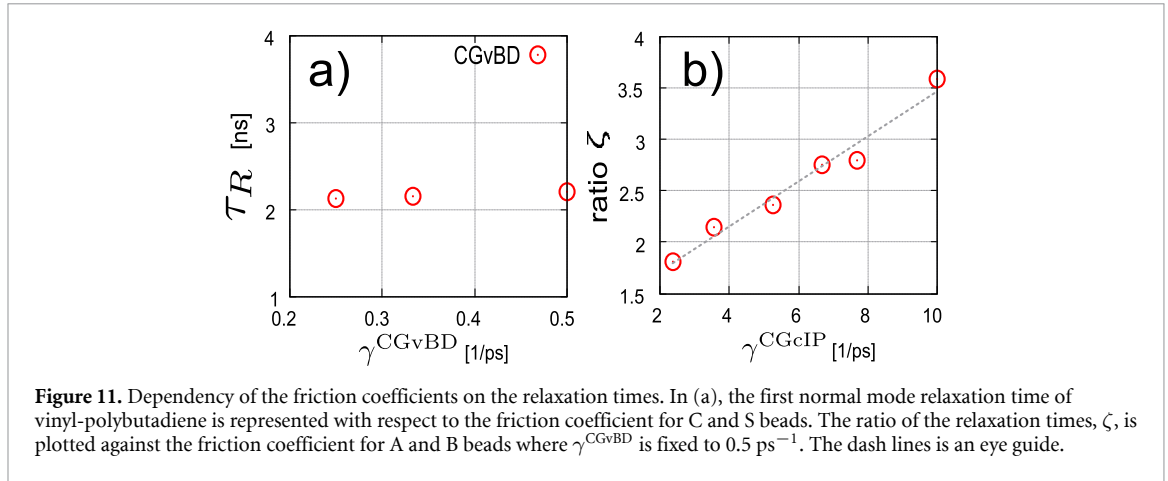 a)
CGvBD
4
3
2
1
τR [ns]
0.2 0.3 0.4 0.5
γ^CGvBD [1/ps]
b)
4
3.5
3
2.5
2
1.5
ratio ζ
2 4 6 8 10
γ^CGcIP [1/ps]
Figure 11. Dependency of the friction coefficients on the relaxation times. In (a), the first normal mode relaxation time of
vinyl-polybutadiene is represented with respect to the friction coefficient for C and S beads. The ratio of the relaxation times, ζ, is
plotted against the friction coefficient for A and B beads where γ^CGvBD is fixed to 0.5 ps⁻¹. The dash lines is an eye guide.